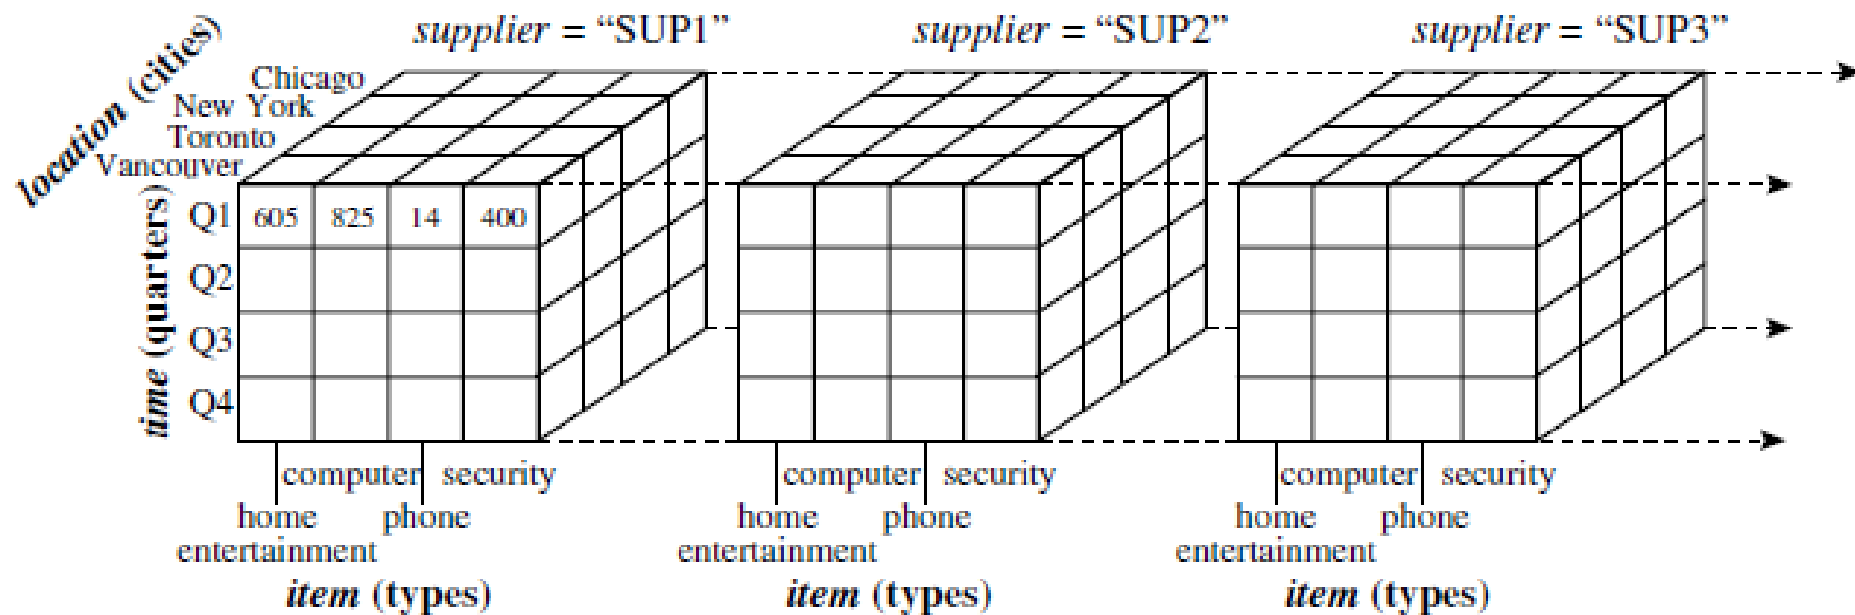 supplier = “SUP1” supplier = “SUP2” supplier = “SUP3”
location (cities)
Chicago
New York
Toronto
Vancouver
time (quarters)
Q1 605 825 14 400
Q2
Q3
Q4
computer security computer security computer security
home phone home phone home phone
entertainment entertainment entertainment
item (types) item (types) item (types)